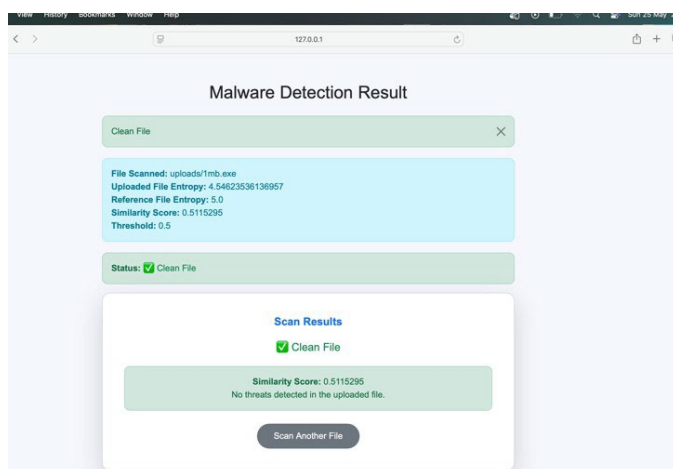 View History Bookmarks Window Help Sun 25 May
127.0.0.1
Malware Detection Result
Clean File
File Scanned: uploads/1mb.exe
Uploaded File Entropy: 4.54623536136957
Reference File Entropy: 5.0
Similarity Score: 0.5115295
Threshold: 0.5
Status: ✅ Clean File
Scan Results
✅ Clean File
Similarity Score: 0.5115295
No threats detected in the uploaded file.
Scan Another File